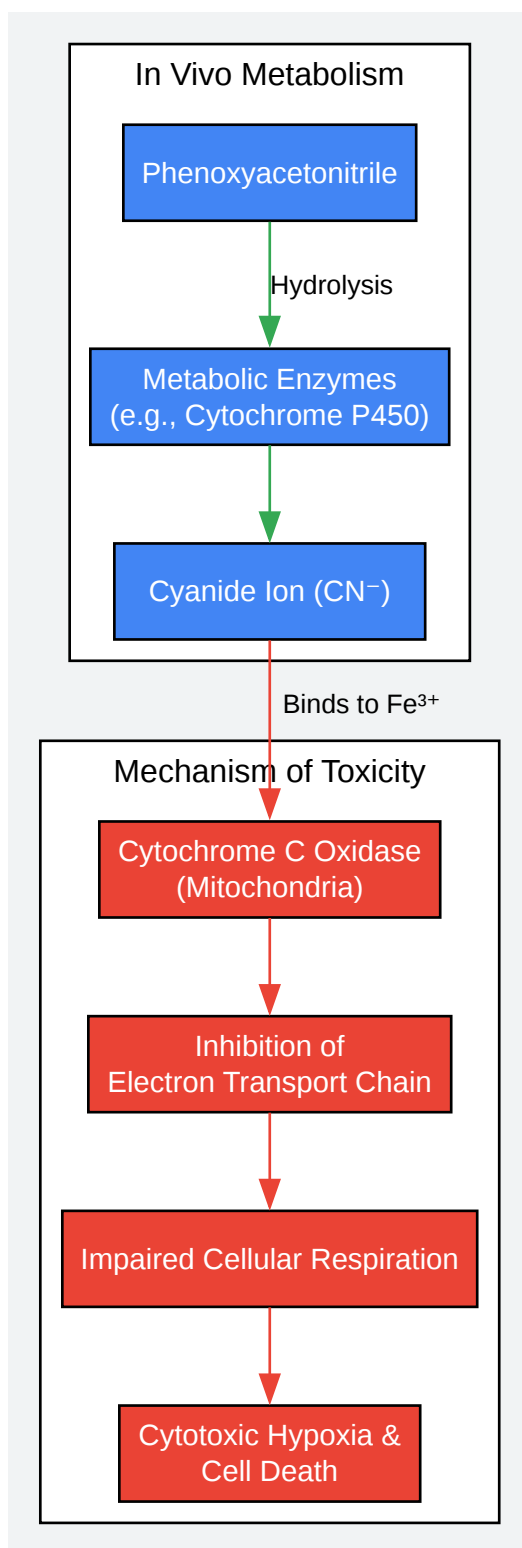 In Vivo Metabolism
Phenoxyacetonitrile
Hydrolysis
Metabolic Enzymes
(e.g., Cytochrome P450)
Cyanide Ion (CN⁻)
Binds to Fe³⁺
Mechanism of Toxicity
Cytochrome C Oxidase
(Mitochondria)
Inhibition of
Electron Transport Chain
Impaired Cellular Respiration
Cytotoxic Hypoxia &
Cell Death